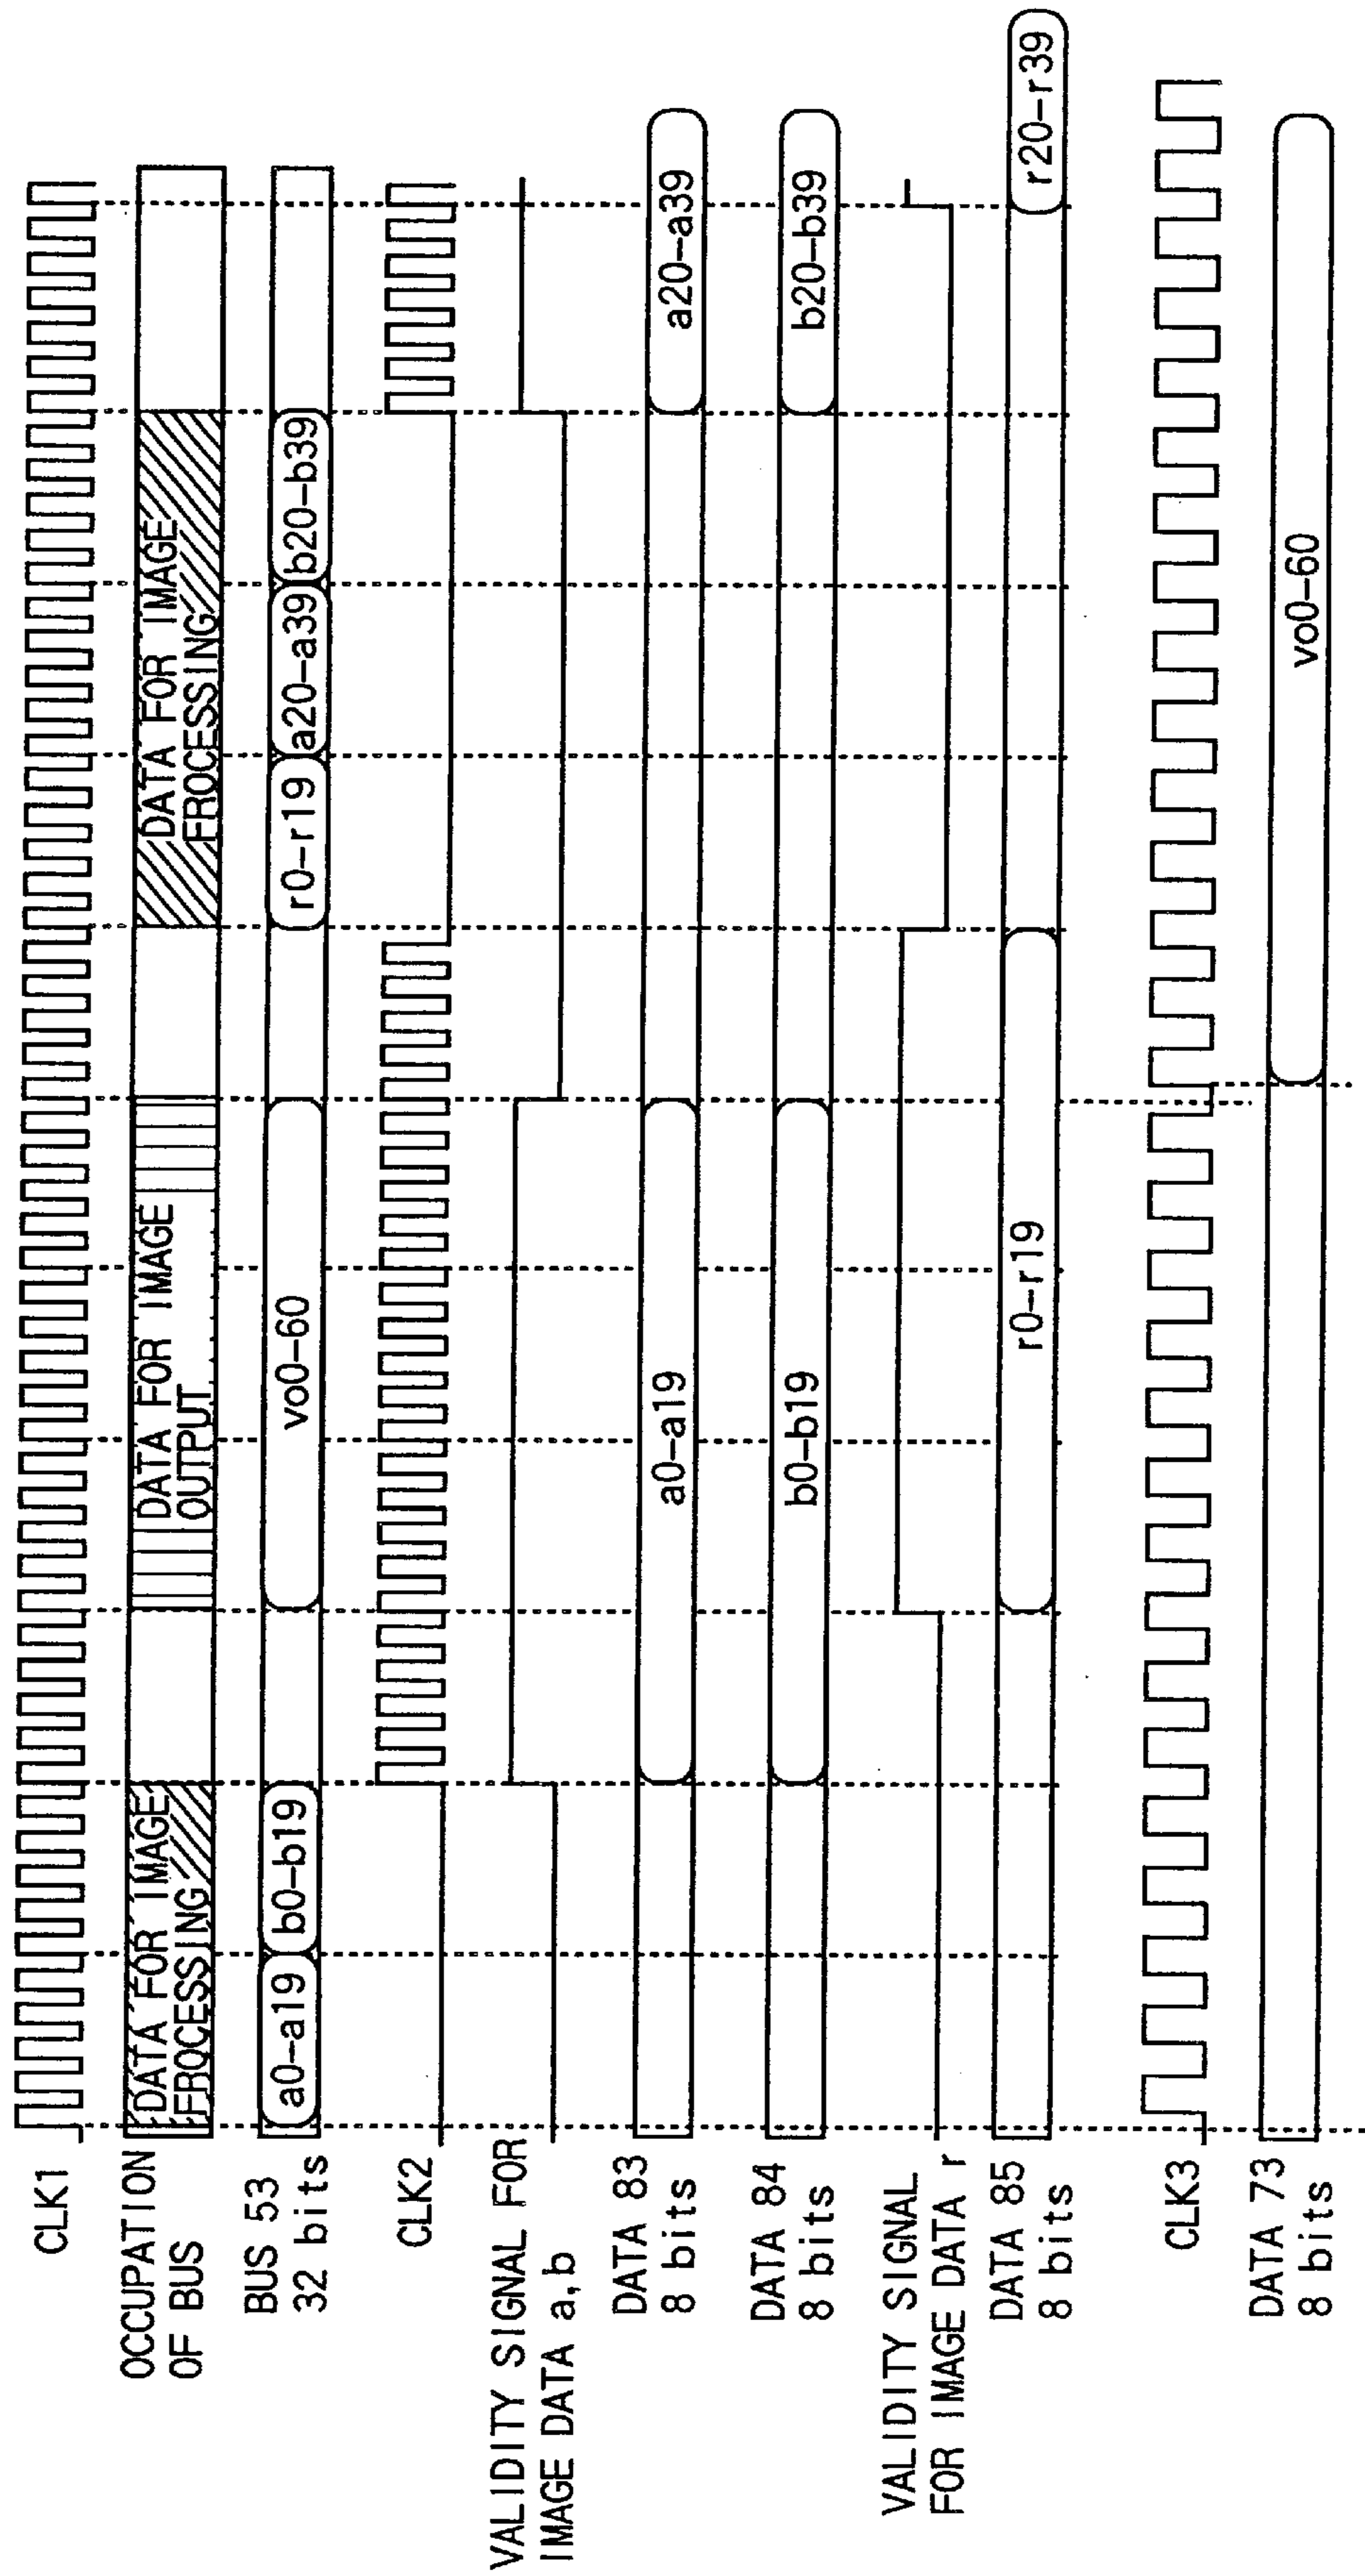 CLK1
OCCUPATION
OF BUS
DATA FOR IMAGE
FROCESSING
DATA FOR IMAGE
OUTPUT
DATA FOR IMAGE
FROCESSING
BUS 53
32 bits
a0-a19
b0-b19
vo0-60
r0-r19
a20-a39
b20-b39
CLK2
VALIDITY SIGNAL FOR
IMAGE DATA a,b
DATA 83
8 bits
a0-a19
a20-a39
DATA 84
8 bits
b0-b19
b20-b39
VALIDITY SIGNAL
FOR IMAGE DATA r
DATA 85
8 bits
r0-r19
r20-r39
CLK3
DATA 73
8 bits
vo0-60